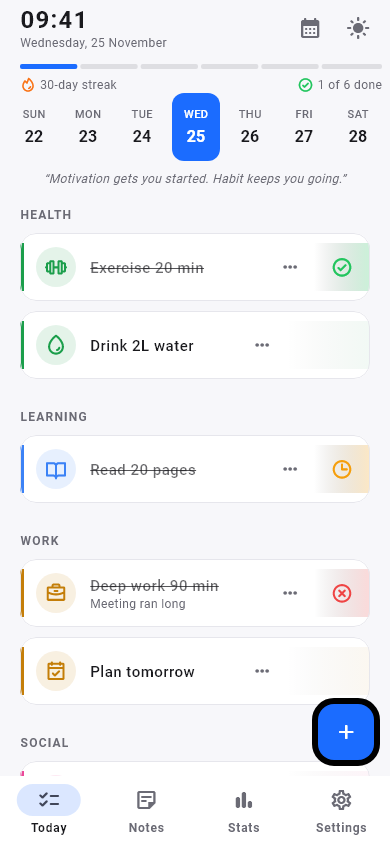 09:41
Wednesday, 25 November
30-day streak
1 of 6 done
SUN MON TUE WED THU FRI SAT
22 23 24 25 26 27 28
“Motivation gets you started. Habit keeps you going.”
HEALTH
Exercise 20 min
Drink 2L water
LEARNING
Read 20 pages
WORK
Deep work 90 min
Meeting ran long
Plan tomorrow
SOCIAL
Today Notes Stats Settings